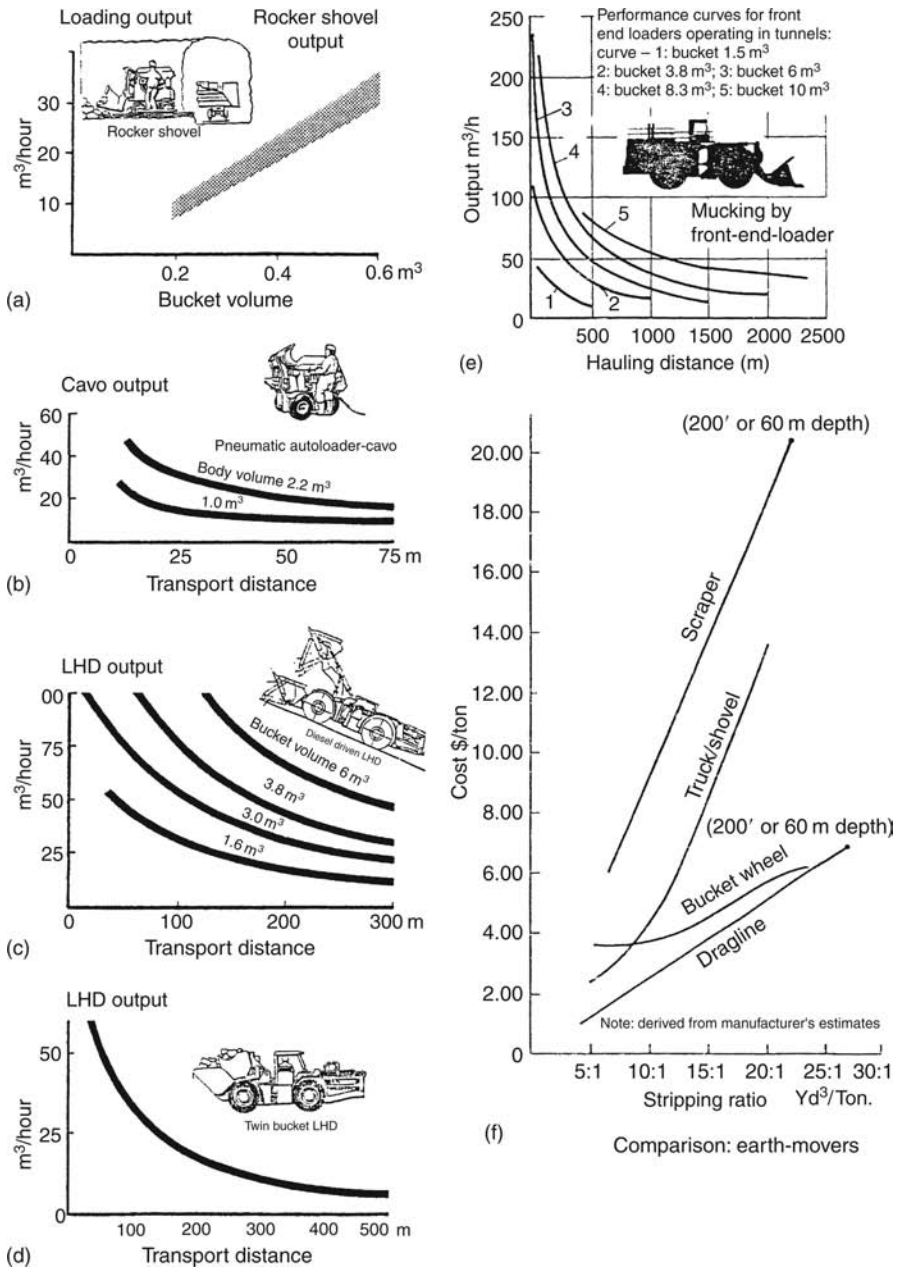 Loading output
Rocker shovel
output
Rocker shovel
m³/hour
30
20
10
0.2
0.4
0.6 m³
Bucket volume
(a)
Cavo output
m³/hour
60
40
20
Pneumatic autoloader-cavo
Body volume 2.2 m³
1.0 m³
0
25
50
75 m
Transport distance
(b)
LHD output
m³/hour
00
75
50
25
Diesel driven LHD
Bucket volume 6 m³
3.8 m³
3.0 m³
1.6 m³
0
100
200
300 m
Transport distance
(c)
LHD output
m³/hour
50
25
0
Twin bucket LHD
100
200
300
400
500
m
Transport distance
(d)
Performance curves for front
end loaders operating in tunnels:
curve – 1: bucket 1.5 m³
2: bucket 3.8 m³; 3: bucket 6 m³
4: bucket 8.3 m³; 5: bucket 10 m³
Output m³/h
250
200
150
100
50
0
3
4
5
1
2
Mucking by
front-end-loader
500
1000
1500
2000
2500
Hauling distance (m)
(e)
(200′ or 60 m depth)
Cost $/ton
20.00
18.00
16.00
14.00
12.00
10.00
8.00
6.00
4.00
2.00
0
Scraper
Truck/shovel
(200′ or 60 m depth)
Bucket wheel
Dragline
Note: derived from manufacturer's estimates
5:1
10:1
15:1
20:1
25:1
30:1
Stripping ratio
Yd³/Ton.
(f)
Comparison: earth-movers